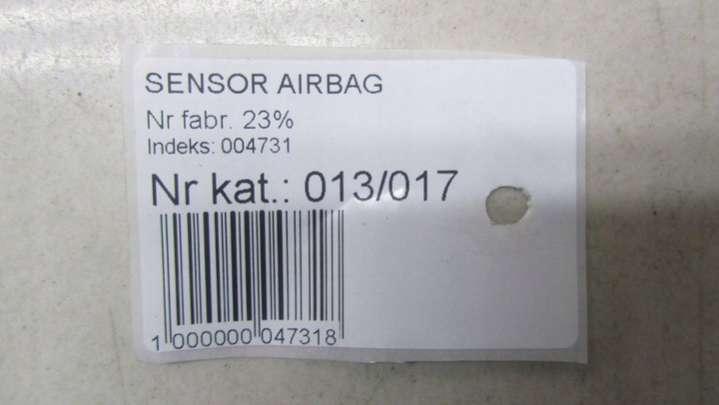 SENSOR AIRBAG
Nr fabr. 23%
Indeks: 004731
Nr kat.: 013/017
1 000000 047318